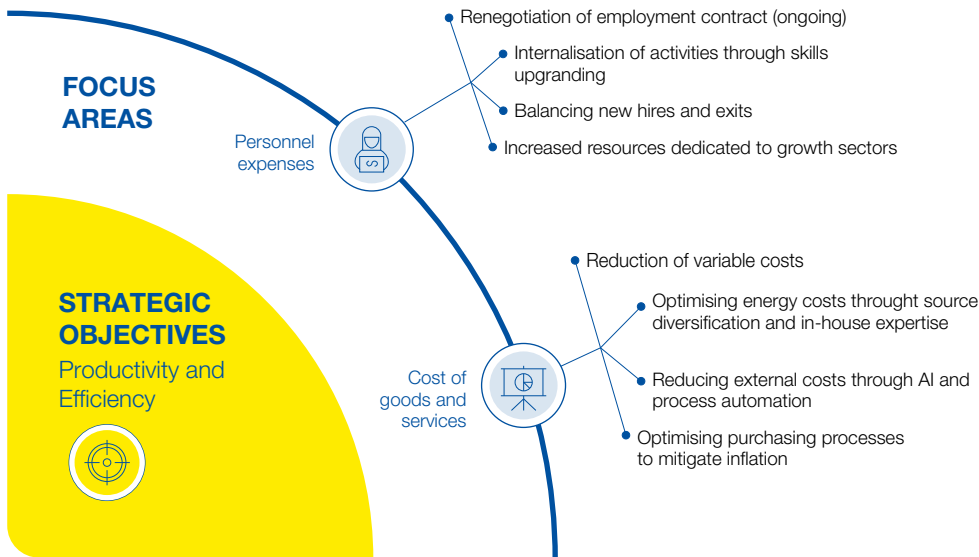 FOCUS
AREAS
Personnel
expenses
Renegotiation of employment contract (ongoing)
Internalisation of activities through skills
upgranding
Balancing new hires and exits
Increased resources dedicated to growth sectors
STRATEGIC
OBJECTIVES
Productivity and
Efficiency
Cost of
goods and
services
Reduction of variable costs
Optimising energy costs throught source
diversification and in-house expertise
Reducing external costs through AI and
process automation
Optimising purchasing processes
to mitigate inflation